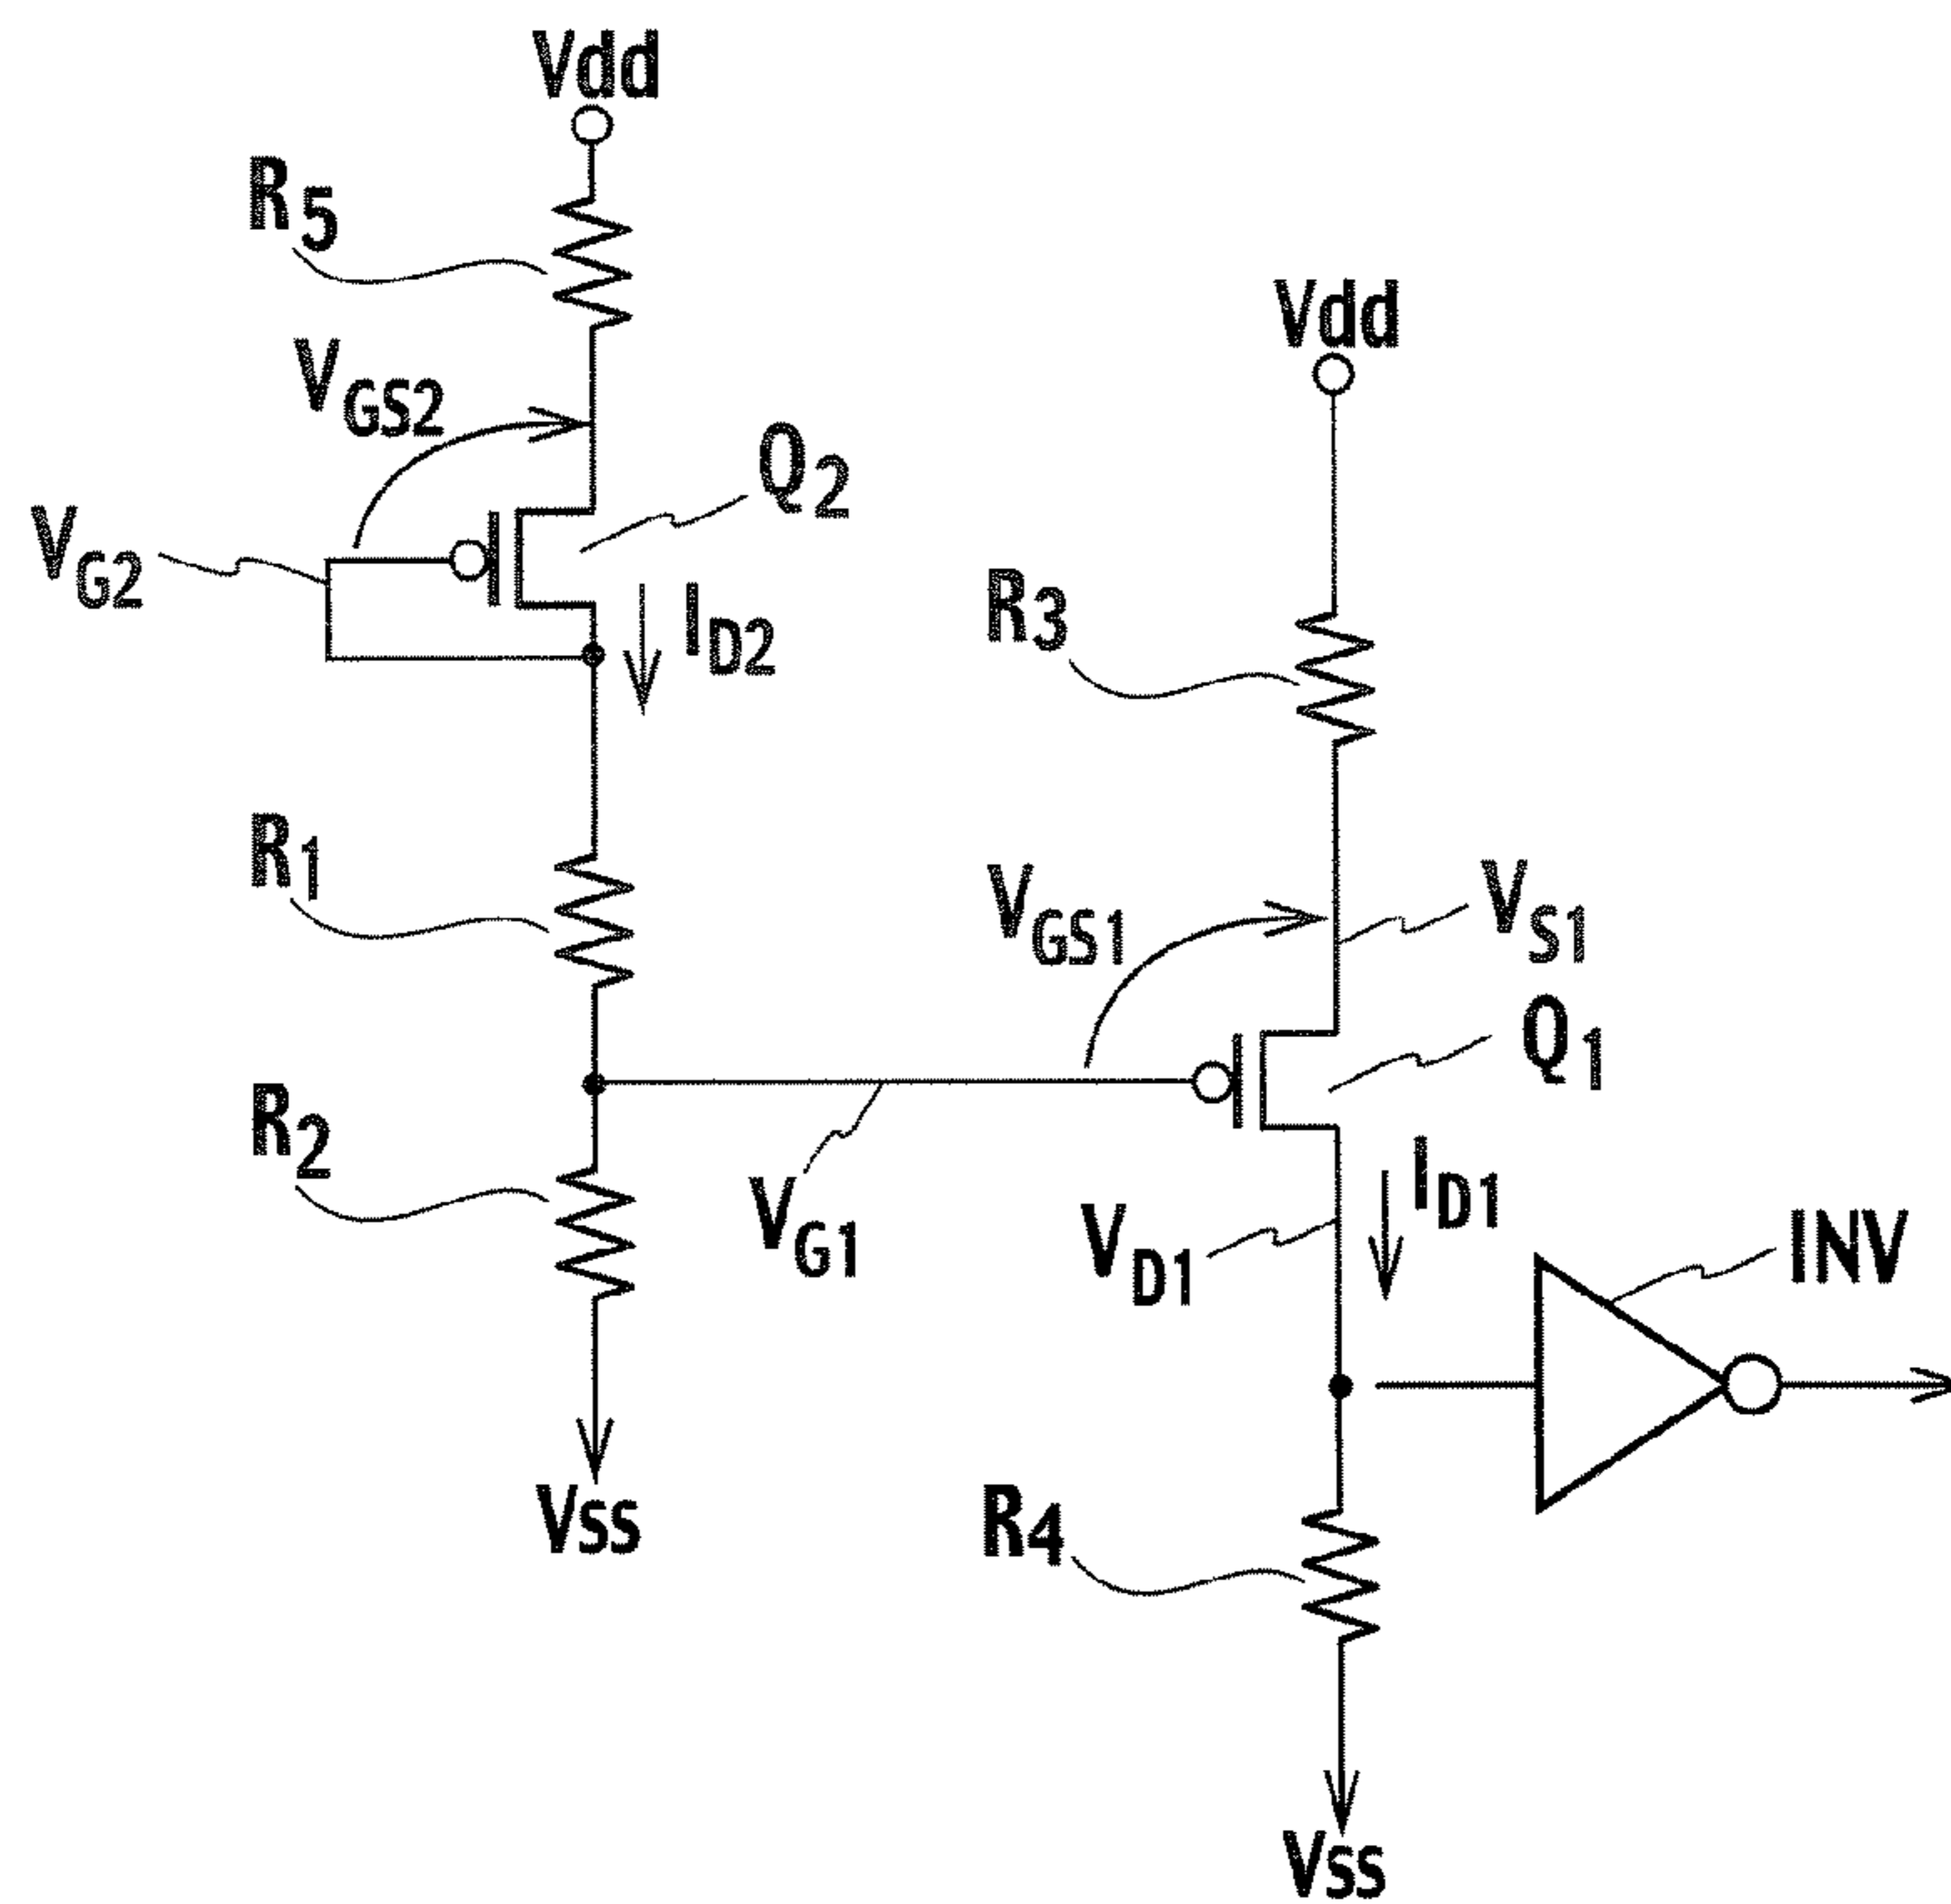 Vdd
R5
VGS2
Q2
VG2
ID2
Vdd
R3
R1
VGS1
VS1
Q1
R2
VG1
VD1
ID1
INV
Vss
R4
Vss